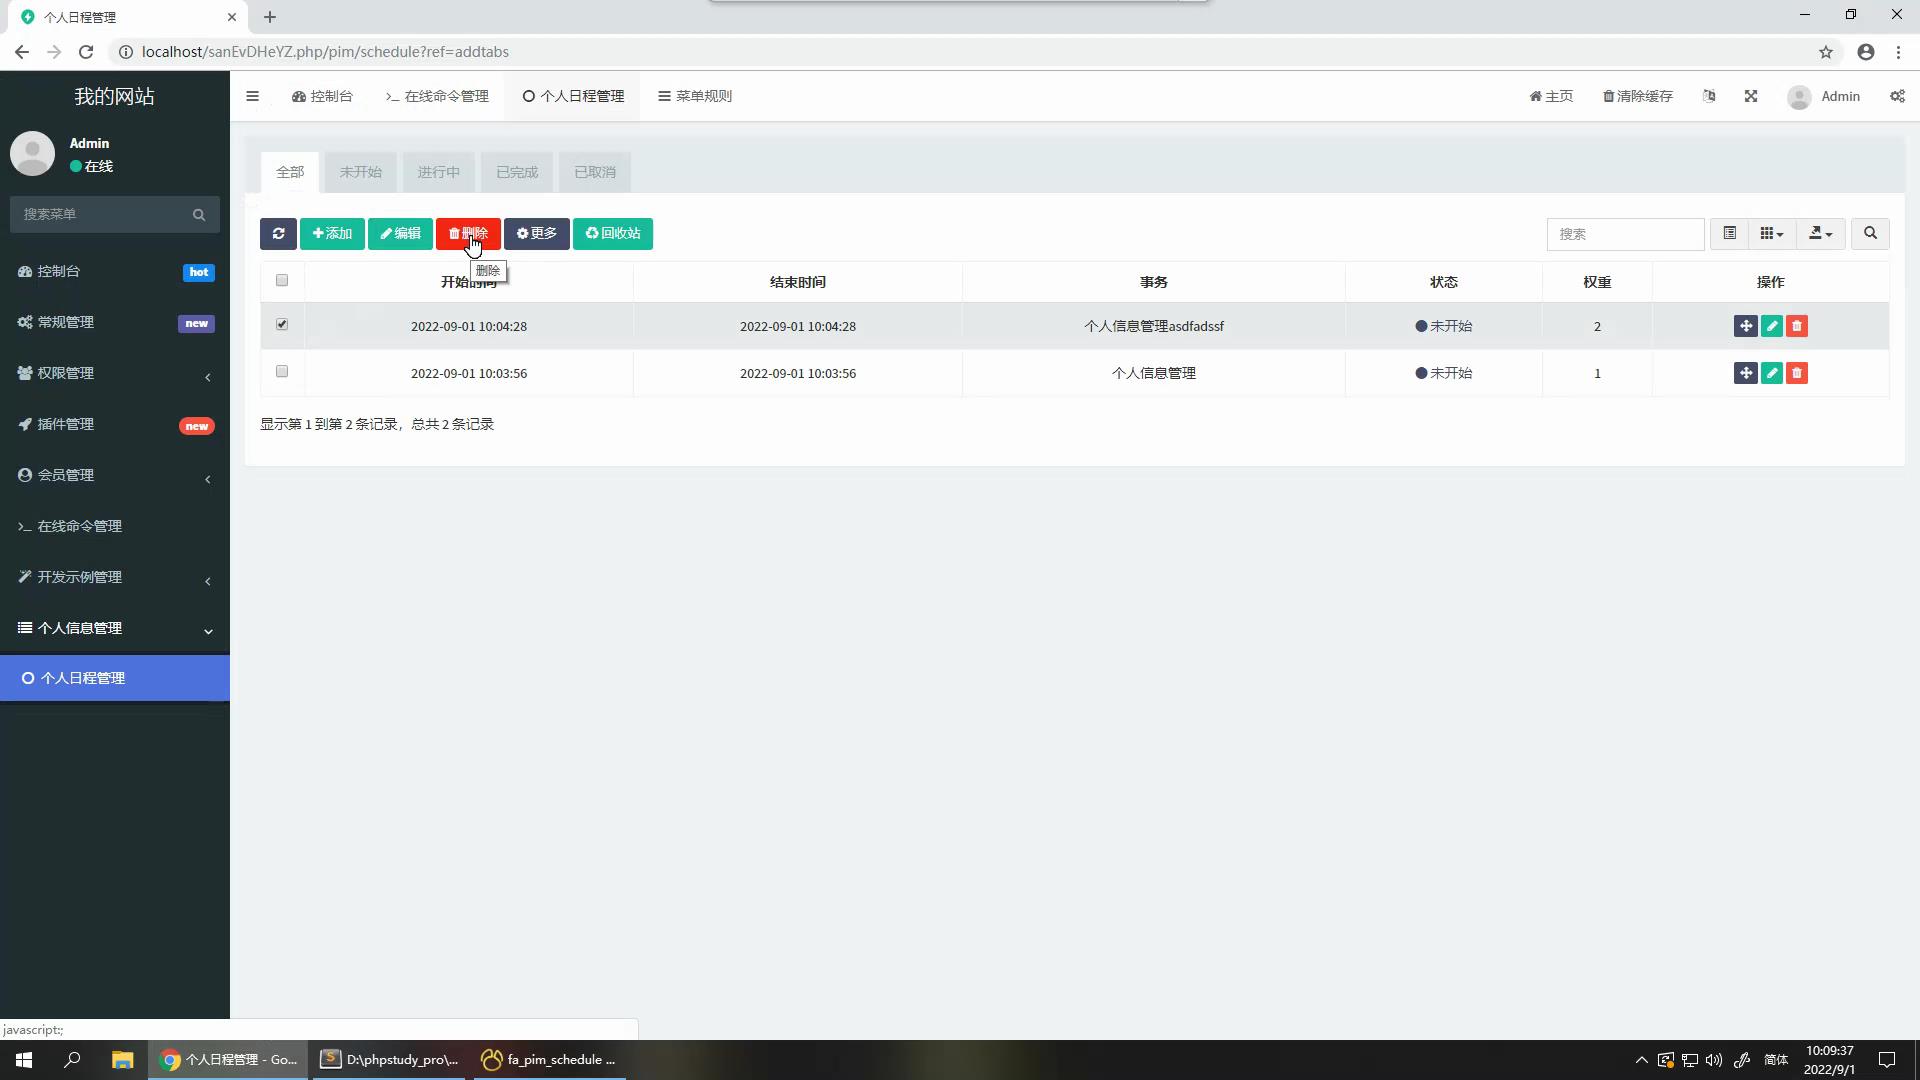 个人日程管理
localhost/sanEvDHeYZ.php/pim/schedule?ref=addtabs
我的网站
控制台
在线命令管理
个人日程管理
菜单规则
主页
清除缓存
Admin
Admin
在线
搜索菜单
控制台 hot
常规管理 new
权限管理
插件管理 new
会员管理
在线命令管理
开发示例管理
个人信息管理
个人日程管理
全部 未开始 进行中 已完成 已取消
添加 编辑 删除 更多 回收站
搜索
删除
开始时间 结束时间 事务 状态 权重 操作
2022-09-01 10:04:28 2022-09-01 10:04:28 个人信息管理asdfadssf 未开始 2
2022-09-01 10:03:56 2022-09-01 10:03:56 个人信息管理 未开始 1
显示第 1 到第 2 条记录，总共 2 条记录
javascript:;
个人日程管理 - Go...
D:\phpstudy_pro\...
fa_pim_schedule ...
简体
10:09:37
2022/9/1